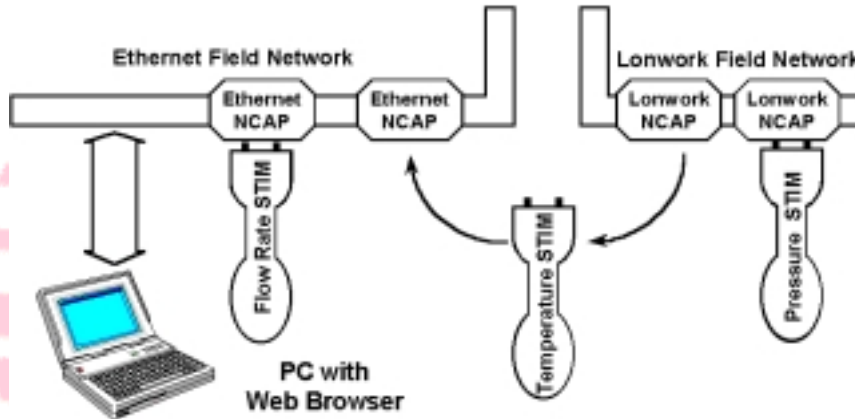 Ethernet Field Network
Lonwork Field Network
Ethernet
NCAP
Ethernet
NCAP
Lonwork
NCAP
Lonwork
NCAP
Flow Rate STIM
Temperature STIM
Pressure STIM
PC with
Web Browser